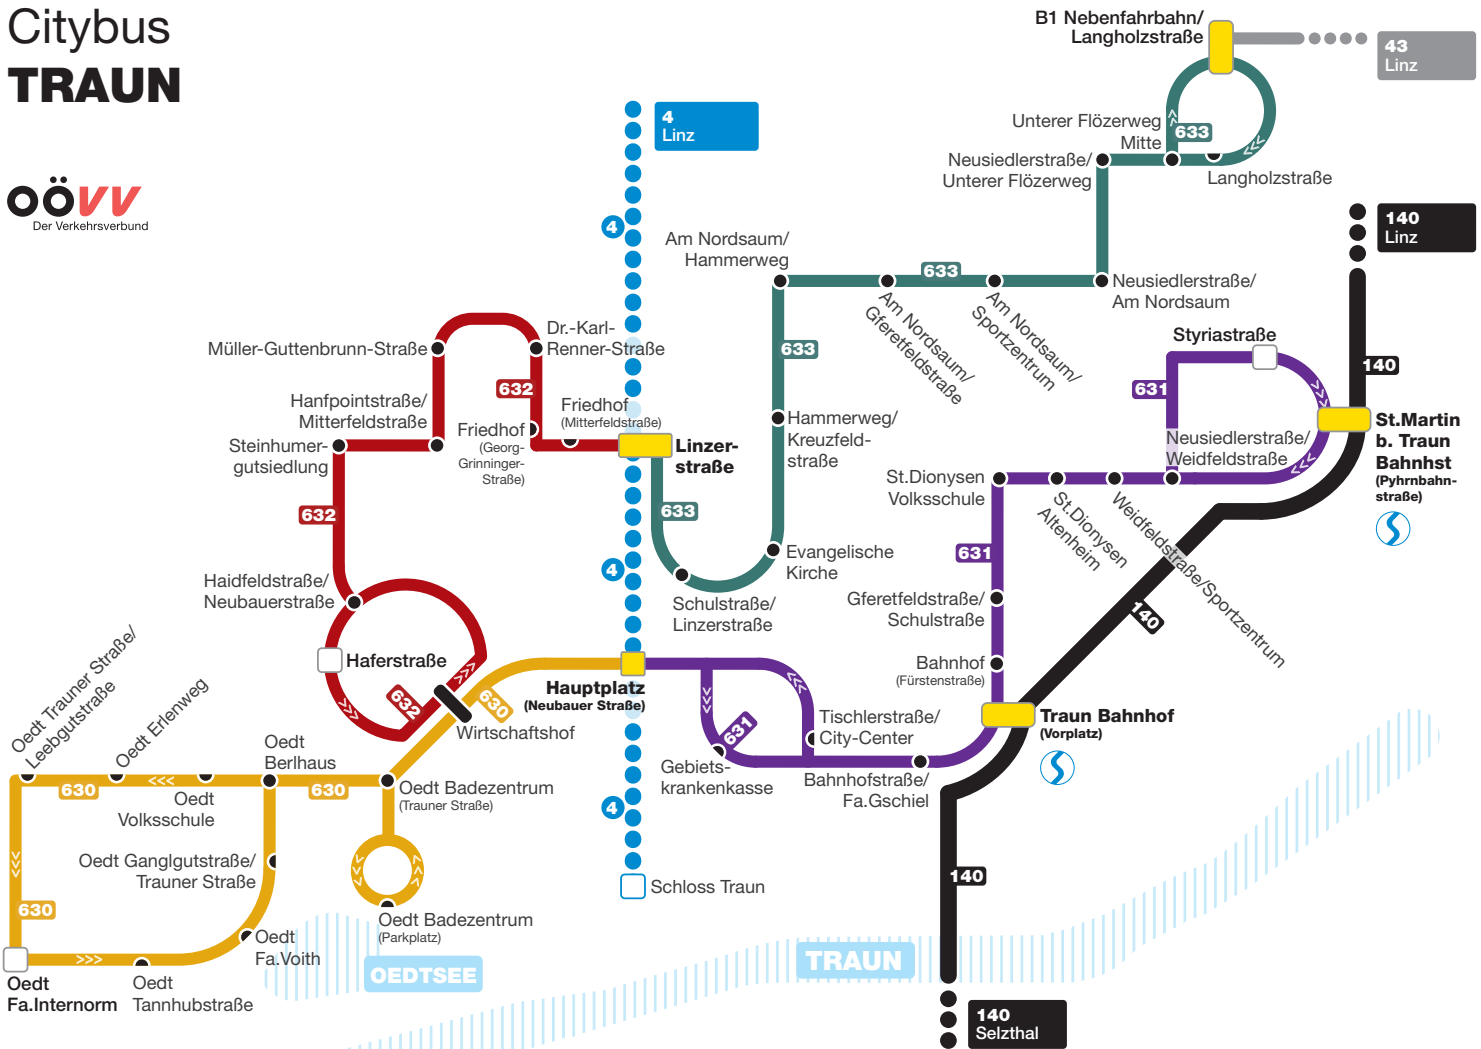 Citybus
TRAUN
OÖVV
Der Verkehrsverbund
B1 Nebenfahrbahn/
Langholzstraße
43
Linz
4
Linz
Unterer Flözerweg
Mitte
633
Neusiedlerstraße/
Unterer Flözerweg
Langholzstraße
140
Linz
4
Am Nordsaum/
Hammerweg
633
Neusiedlerstraße/
Am Nordsaum
Am Nordsaum/
Gferetfeldstraße
Am Nordsaum/
Sportzentrum
Styriastraße
Müller-Guttenbrunn-Straße
Dr.-Karl-
Renner-Straße
633
140
632
631
Hanfpointstraße/
Mitterfeldstraße
Friedhof
(Mitterfeldstraße)
Friedhof
(Georg-
Grinninger-
Straße)
Steinhumer-
gutsiedlung
Linzer-
straße
Hammerweg/
Kreuzfeld-
straße
Neusiedlerstraße/
Weidfeldstraße
St.Martin
b. Traun
Bahnhst
(Pyhrnbahn-
straße)
St.Dionysen
Volksschule
St.Dionysen
Altenheim
Weidfeldstraße/Sportzentrum
632
633
631
4
Evangelische
Kirche
Haidfeldstraße/
Neubauerstraße
Schulstraße/
Linzerstraße
Gferetfeldstraße/
Schulstraße
140
Haferstraße
Bahnhof
(Fürstenstraße)
Hauptplatz
(Neubauer Straße)
632
630
Wirtschaftshof
631
Tischlerstraße/
City-Center
Traun Bahnhof
(Vorplatz)
Oedt Trauner Straße/
Leebgutstraße
Oedt Erlenweg
Oedt
Berlhaus
Gebiets-
krankenkasse
Bahnhofstraße/
Fa.Gschiel
630
<<<
630
Oedt Badezentrum
(Trauner Straße)
Oedt
Volksschule
4
Oedt Ganglgutstraße/
Trauner Straße
Schloss Traun
140
630
Oedt Badezentrum
(Parkplatz)
Oedt
Fa.Voith
>>>
OEDTSEE
TRAUN
Oedt
Fa.Internorm
Oedt
Tannhubstraße
140
Selzthal